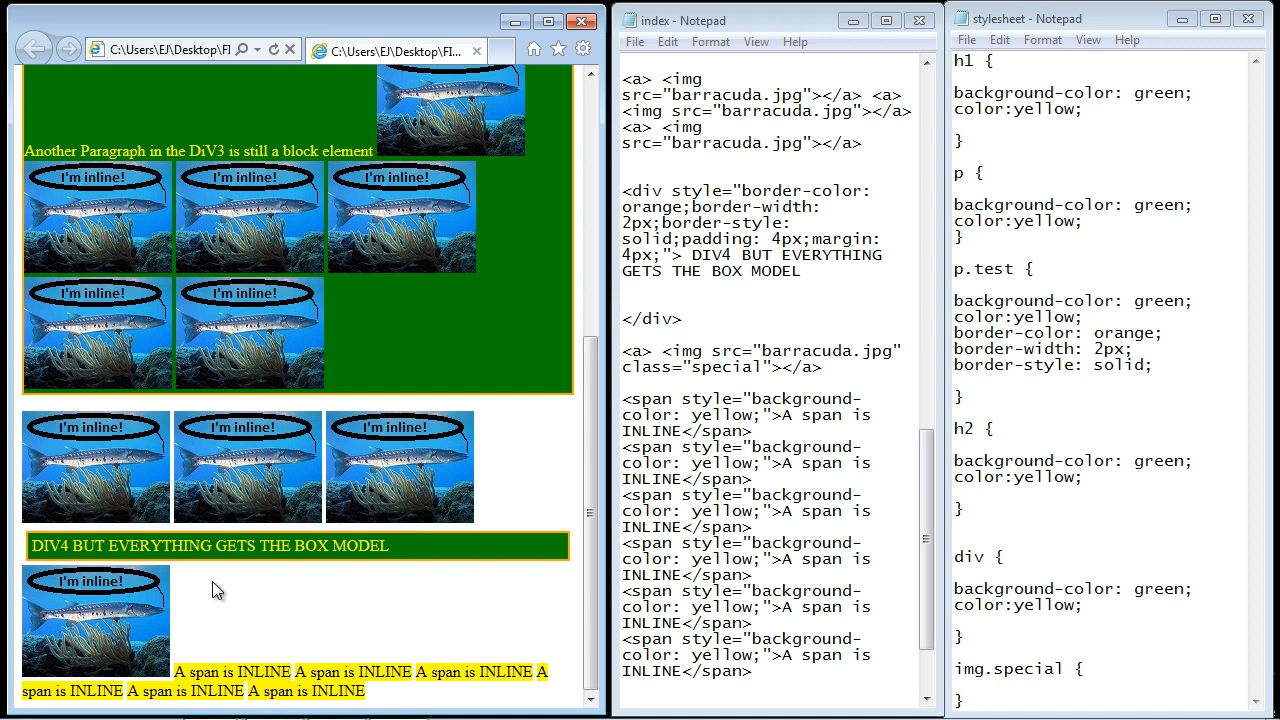 C:\Users\EJ\Desktop\FI
C:\Users\EJ\Desktop\FI...
Another Paragraph in the DiV3 is still a block element
I'm inline! I'm inline! I'm inline!
I'm inline! I'm inline!
I'm inline! I'm inline! I'm inline!
DIV4 BUT EVERYTHING GETS THE BOX MODEL
I'm inline!
A span is INLINE A span is INLINE A span is INLINE A
span is INLINE A span is INLINE A span is INLINE
index - Notepad
File Edit Format View Help
<a> <img
src="barracuda.jpg"></a> <a>
<img src="barracuda.jpg"></a>
<a> <img
src="barracuda.jpg"></a>
<div style="border-color:
orange;border-width:
2px;border-style:
solid;padding: 4px;margin:
4px;"> DIV4 BUT EVERYTHING
GETS THE BOX MODEL
</div>
<a> <img src="barracuda.jpg"
class="special"></a>
<span style="background-
color: yellow;">A span is
INLINE</span>
<span style="background-
color: yellow;">A span is
INLINE</span>
<span style="background-
color: yellow;">A span is
INLINE</span>
<span style="background-
color: yellow;">A span is
INLINE</span>
<span style="background-
color: yellow;">A span is
INLINE</span>
<span style="background-
color: yellow;">A span is
INLINE</span>
stylesheet - Notepad
File Edit Format View Help
h1 {
background-color: green;
color:yellow;
}
p {
background-color: green;
color:yellow;
}
p.test {
background-color: green;
color:yellow;
border-color: orange;
border-width: 2px;
border-style: solid;
}
h2 {
background-color: green;
color:yellow;
}
div {
background-color: green;
color:yellow;
}
img.special {
}